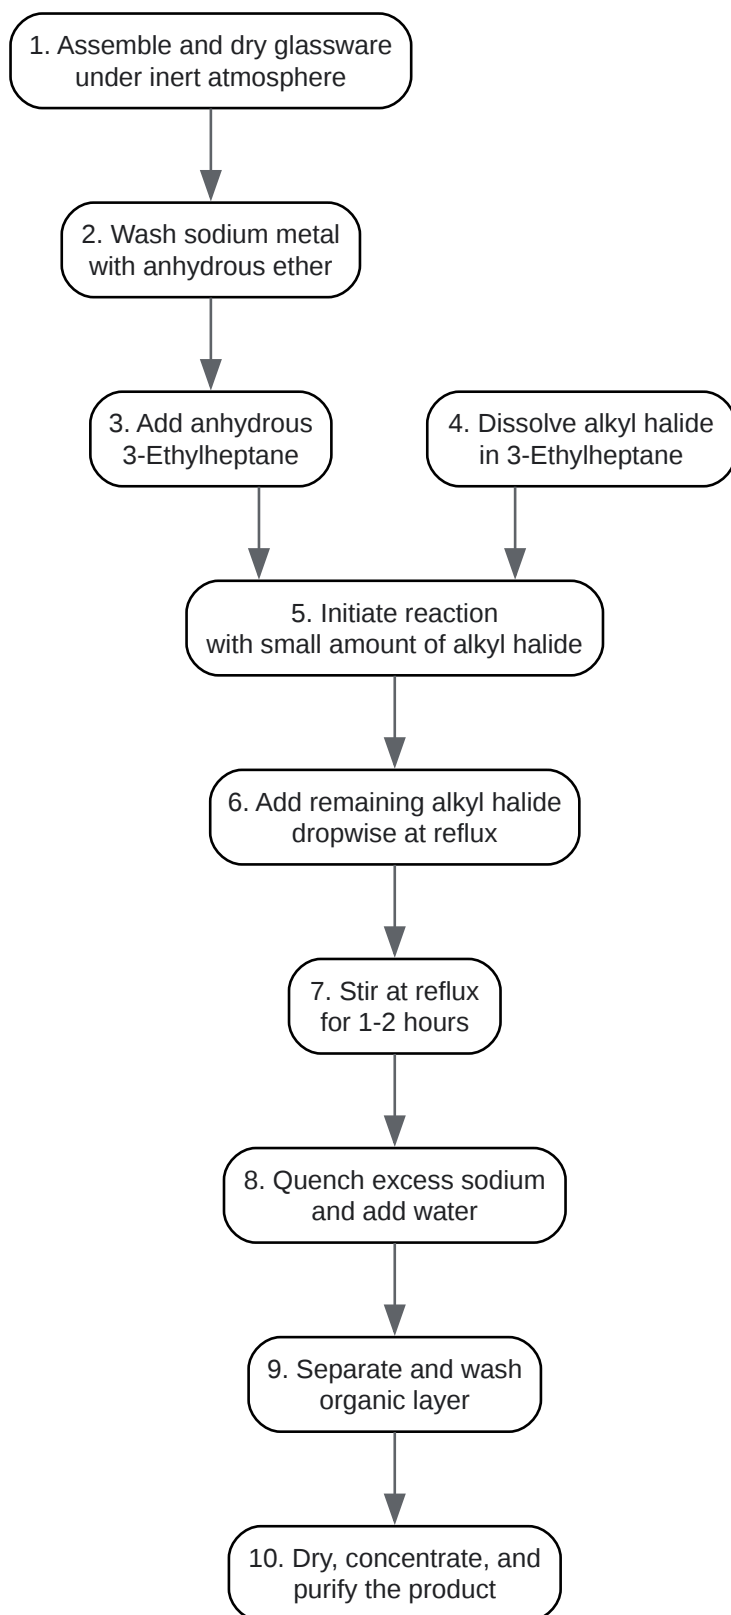 1. Assemble and dry glassware
under inert atmosphere
2. Wash sodium metal
with anhydrous ether
3. Add anhydrous
3-Ethylheptane
4. Dissolve alkyl halide
in 3-Ethylheptane
5. Initiate reaction
with small amount of alkyl halide
6. Add remaining alkyl halide
dropwise at reflux
7. Stir at reflux
for 1-2 hours
8. Quench excess sodium
and add water
9. Separate and wash
organic layer
10. Dry, concentrate, and
purify the product